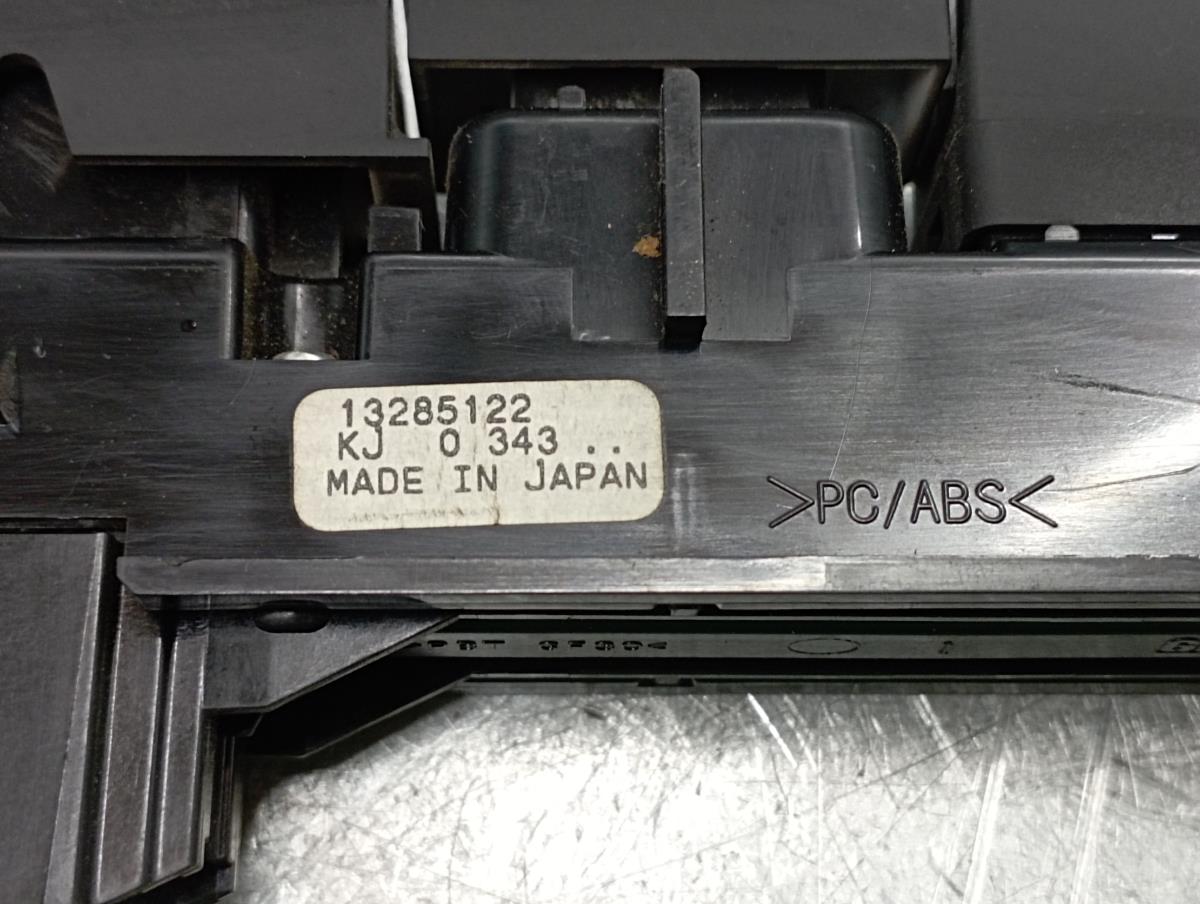 13285122
KJ 0 343 ..
MADE IN JAPAN
>PC/ABS<